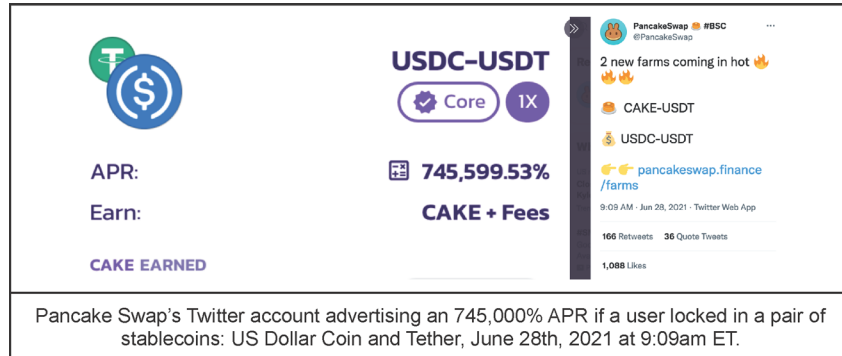 USDC-USDT
Core 1X
APR: 745,599.53%
Earn: CAKE + Fees
CAKE EARNED
PancakeSwap 🥞 #BSC
@PancakeSwap
2 new farms coming in hot 🔥
🔥🔥
🥞 CAKE-USDT
💰 USDC-USDT
👉👉 pancakeswap.finance
/farms
9:09 AM · Jun 28, 2021 · Twitter Web App
166 Retweets 36 Quote Tweets
1,088 Likes
Pancake Swap's Twitter account advertising an 745,000% APR if a user locked in a pair of
stablecoins: US Dollar Coin and Tether, June 28th, 2021 at 9:09am ET.